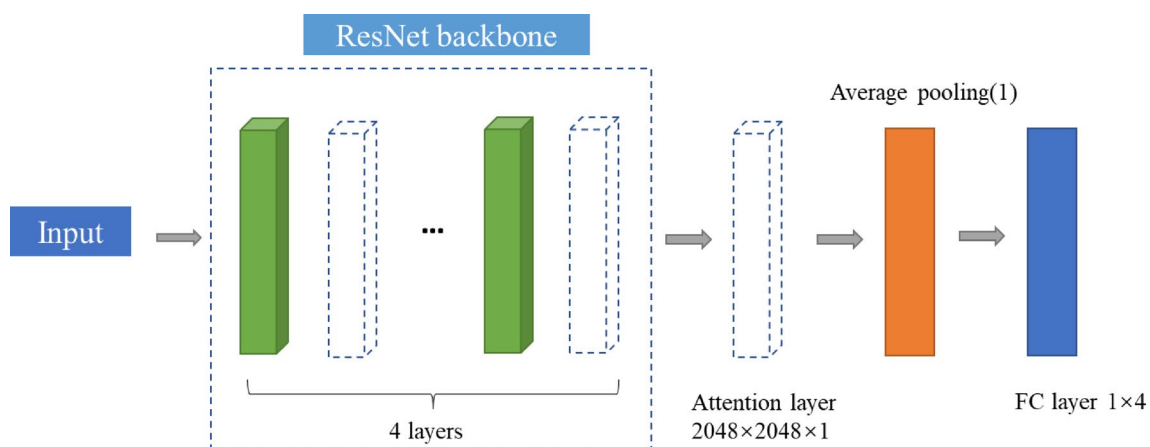 ResNet backbone
Average pooling(1)
Input
...
4 layers
Attention layer
2048×2048×1
FC layer 1×4